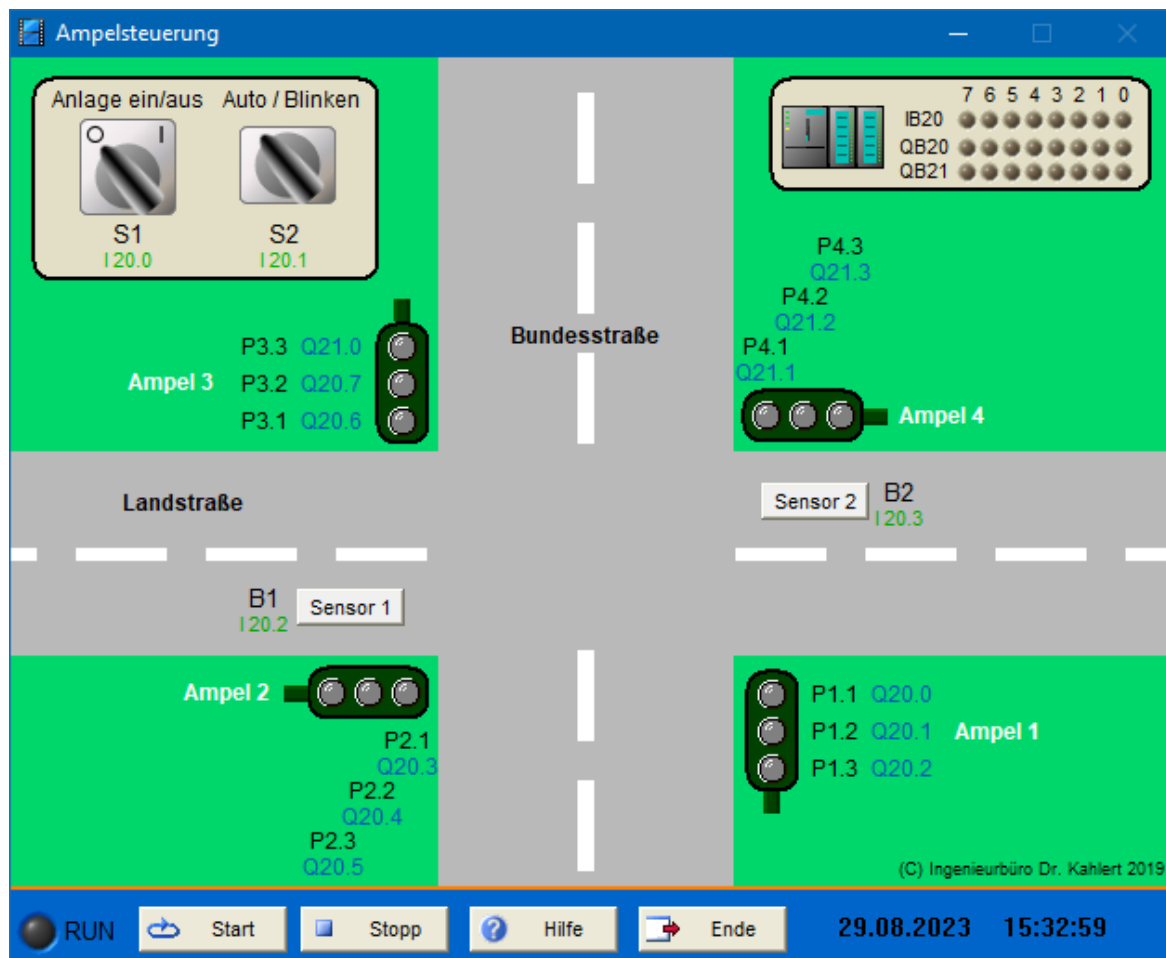 Ampelsteuerung
Anlage ein/aus Auto / Blinken
O I
S1 S2
I 20.0 I 20.1
7 6 5 4 3 2 1 0
IB20
QB20
QB21
P4.3
Q21.3
P4.2
Q21.2
P4.1
Q21.1
Ampel 4
Bundesstraße
P3.3 Q21.0
Ampel 3 P3.2 Q20.7
P3.1 Q20.6
Landstraße
Sensor 2 B2
I 20.3
B1 Sensor 1
I 20.2
Ampel 2
P2.1
Q20.3
P2.2
Q20.4
P2.3
Q20.5
P1.1 Q20.0
P1.2 Q20.1 Ampel 1
P1.3 Q20.2
(C) Ingenieurbüro Dr. Kahlert 2019
RUN Start Stopp Hilfe Ende 29.08.2023 15:32:59